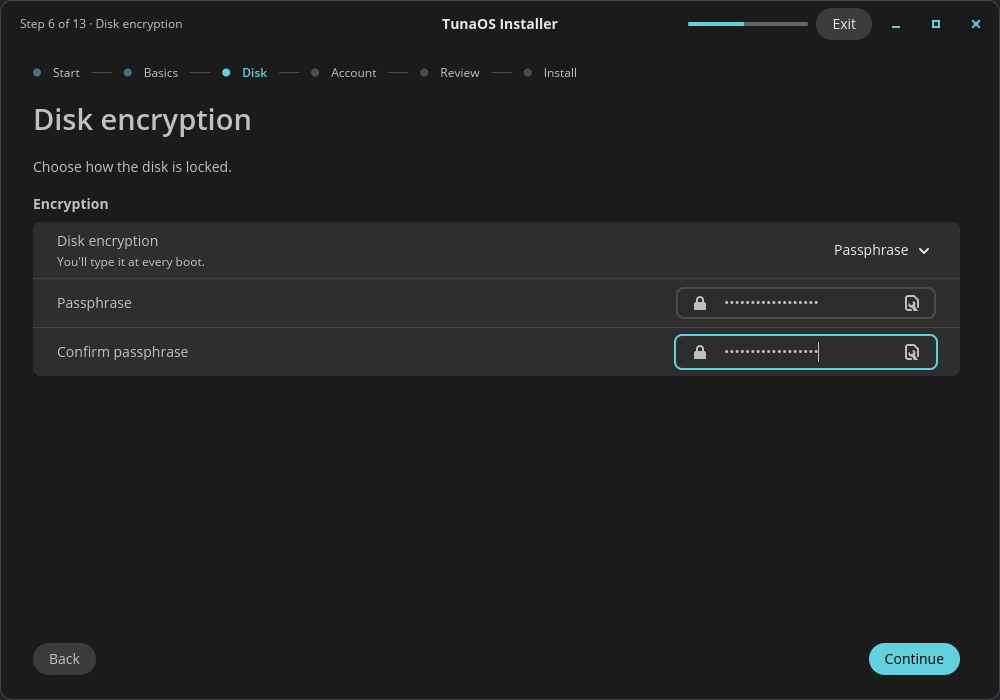 Step 6 of 13 · Disk encryption
TunaOS Installer
Exit
Start
Basics
Disk
Account
Review
Install
Disk encryption
Choose how the disk is locked.
Encryption
Disk encryption
You'll type it at every boot.
Passphrase
Passphrase
••••••••••••••••••
Confirm passphrase
••••••••••••••••••
Back
Continue